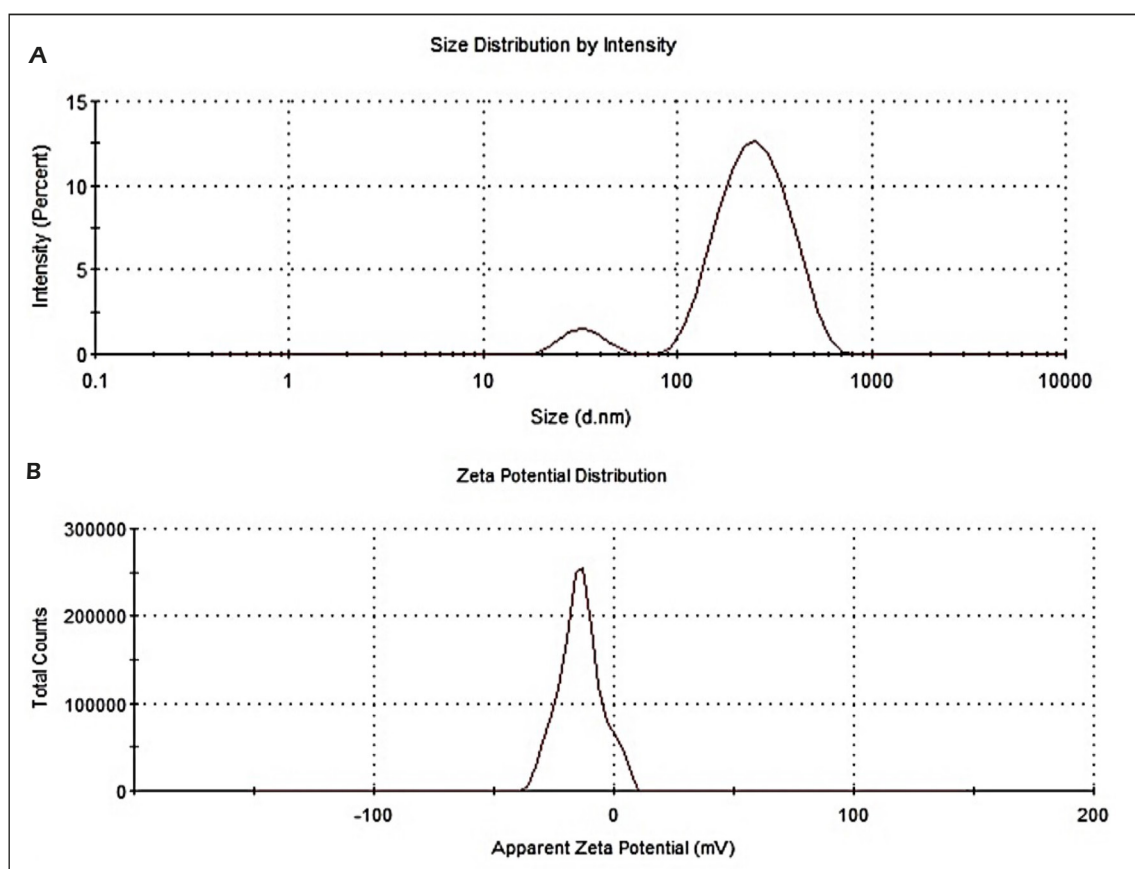 A
Size Distribution by Intensity
15
10
5
0
Intensity (Percent)
0.1 1 10 100 1000 10000
Size (d.nm)
B
Zeta Potential Distribution
300000
200000
100000
0
Total Counts
-100 0 100 200
Apparent Zeta Potential (mV)